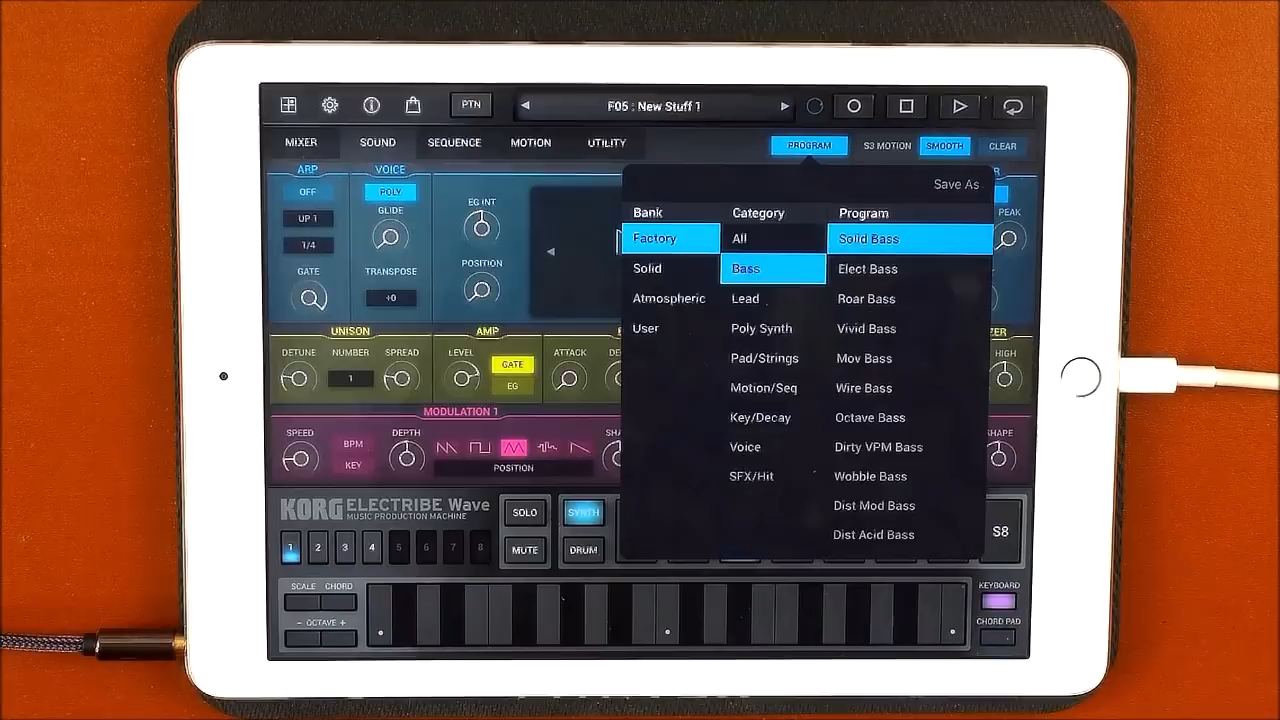 PTN
F05 : New Stuff 1
MIXER
SOUND
SEQUENCE
MOTION
UTILITY
PROGRAM
S3 MOTION
SMOOTH
CLEAR
ARP
OFF
UP 1
1/4
GATE
VOICE
POLY
GLIDE
TRANSPOSE
+0
EG INT
POSITION
PEAK
Save As
Bank
Factory
Solid
Atmospheric
User
Category
All
Bass
Lead
Poly Synth
Pad/Strings
Motion/Seq
Key/Decay
Voice
SFX/Hit
Program
Solid Bass
Elect Bass
Roar Bass
Vivid Bass
Mov Bass
Wire Bass
Octave Bass
Dirty VPM Bass
Wobble Bass
Dist Mod Bass
Dist Acid Bass
UNISON
DETUNE
NUMBER
1
SPREAD
AMP
LEVEL
GATE
EG
ATTACK
HIGH
MODULATION 1
SPEED
BPM
KEY
DEPTH
POSITION
SHAPE
KORG ELECTRIBE Wave
MUSIC PRODUCTION MACHINE
1 2 3 4 5 6 7 8
SOLO
MUTE
SYNTH
DRUM
S8
SCALE CHORD
- OCTAVE +
KEYBOARD
CHORD PAD